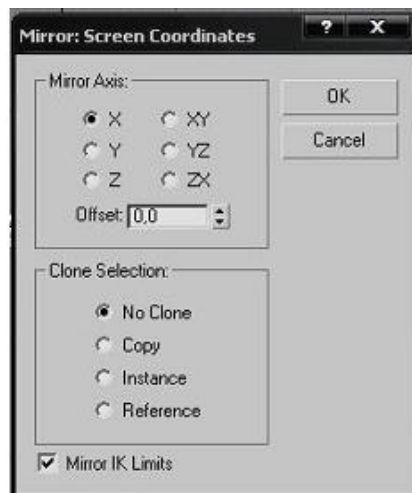 Mirror: Screen Coordinates
? X
Mirror Axis:
X XY
Y YZ
Z ZX
Offset: 0,0
OK
Cancel
Clone Selection:
No Clone
Copy
Instance
Reference
Mirror IK Limits